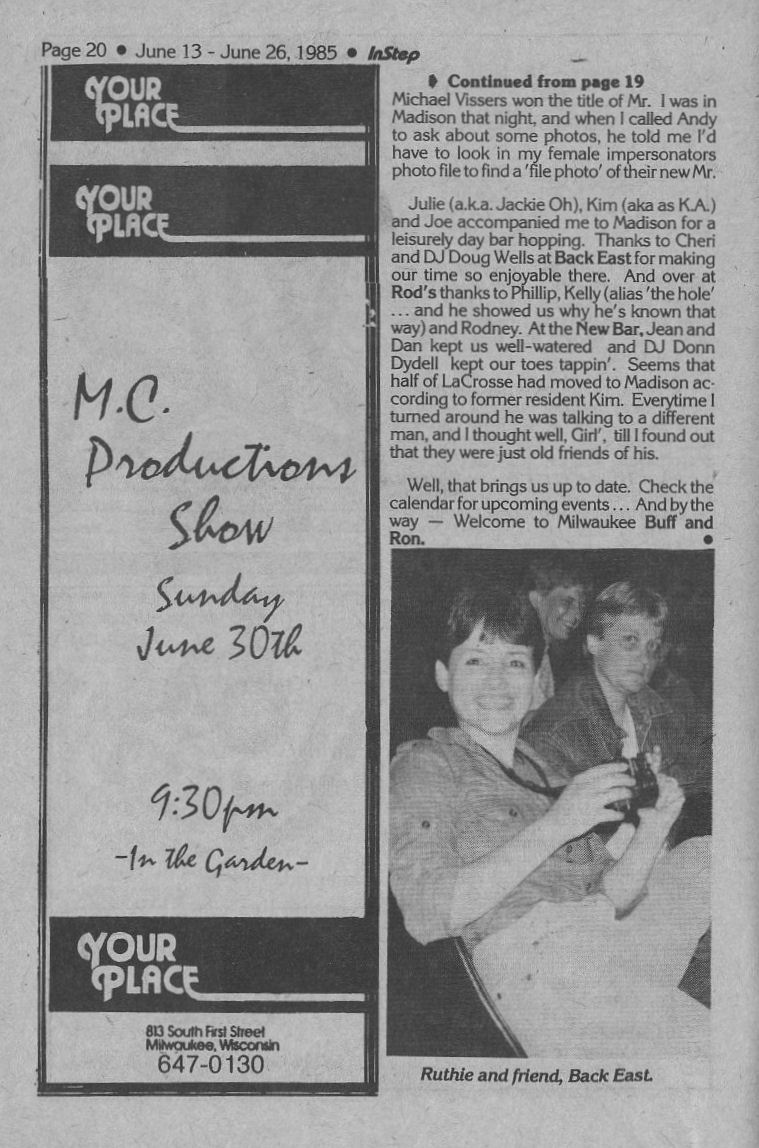 Page 20 • June 13 - June 26, 1985 • InStep
YOUR
PLACE
YOUR
PLACE
M.C.
Productions
Show
Sunday
June 30th
9:30pm
-In the Garden-
YOUR
PLACE
813 South First Street
Milwaukee, Wisconsin
647-0130
Continued from page 19
Michael Vissers won the title of Mr. I was in
Madison that night, and when I called Andy
to ask about some photos, he told me I'd
have to look in my female impersonators
photo file to find a 'file photo' of their new Mr.
Julie (a.k.a. Jackie Oh), Kim (aka as K.A.)
and Joe accompanied me to Madison for a
leisurely day bar hopping. Thanks to Cheri
and DJ Doug Wells at Back East for making
our time so enjoyable there. And over at
Rod's thanks to Phillip, Kelly (alias 'the hole'
... and he showed us why he's known that
way) and Rodney. At the New Bar, Jean and
Dan kept us well-watered and DJ Donn
Dydell kept our toes tappin'. Seems that
half of LaCrosse had moved to Madison ac-
cording to former resident Kim. Everytime I
turned around he was talking to a different
man, and I thought well, Girl', till I found out
that they were just old friends of his.
Well, that brings us up to date. Check the
calendar for upcoming events ... And by the
way — Welcome to Milwaukee Buff and
Ron. •
Ruthie and friend, Back East.